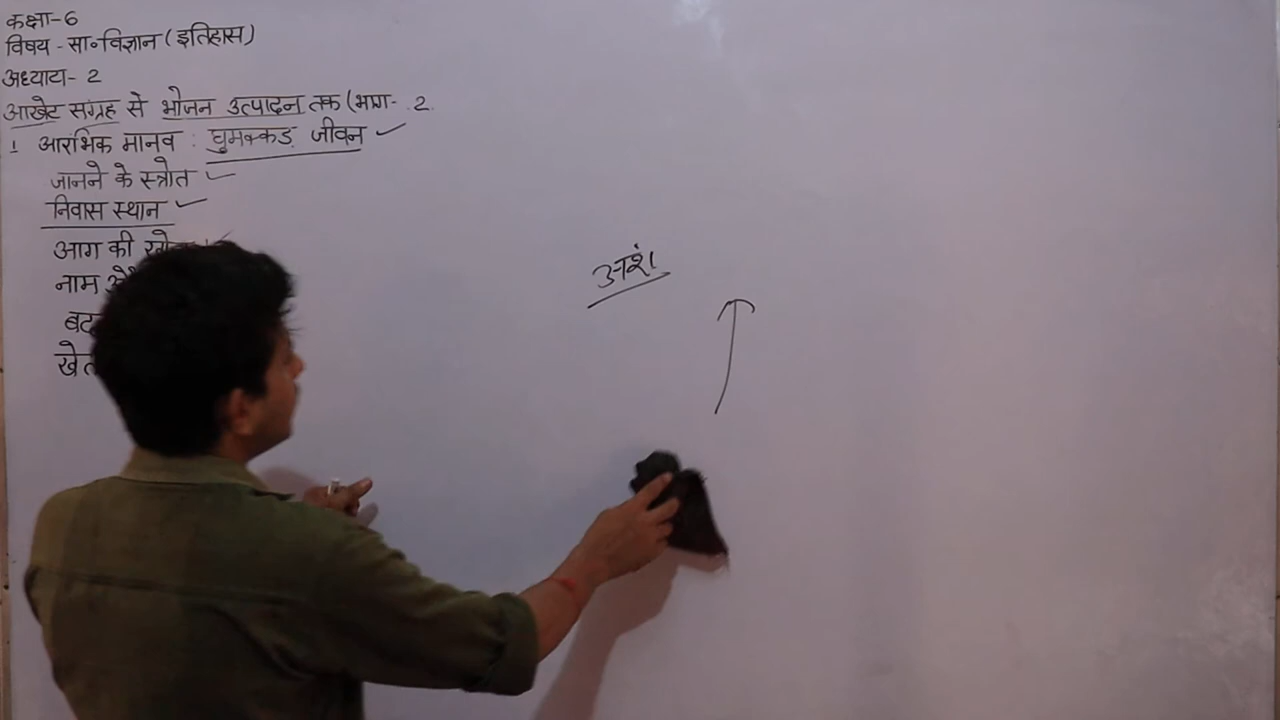 कक्षा-6
विषय - सा॰विज्ञान (इतिहास)
अध्याय- 2
आखेट संग्रह से भोजन उत्पादन तक (भाग- 2
1 आरंभिक मानव : घुमक्कड़ जीवन
जानने के स्त्रोत
निवास स्थान
आग की
नाम